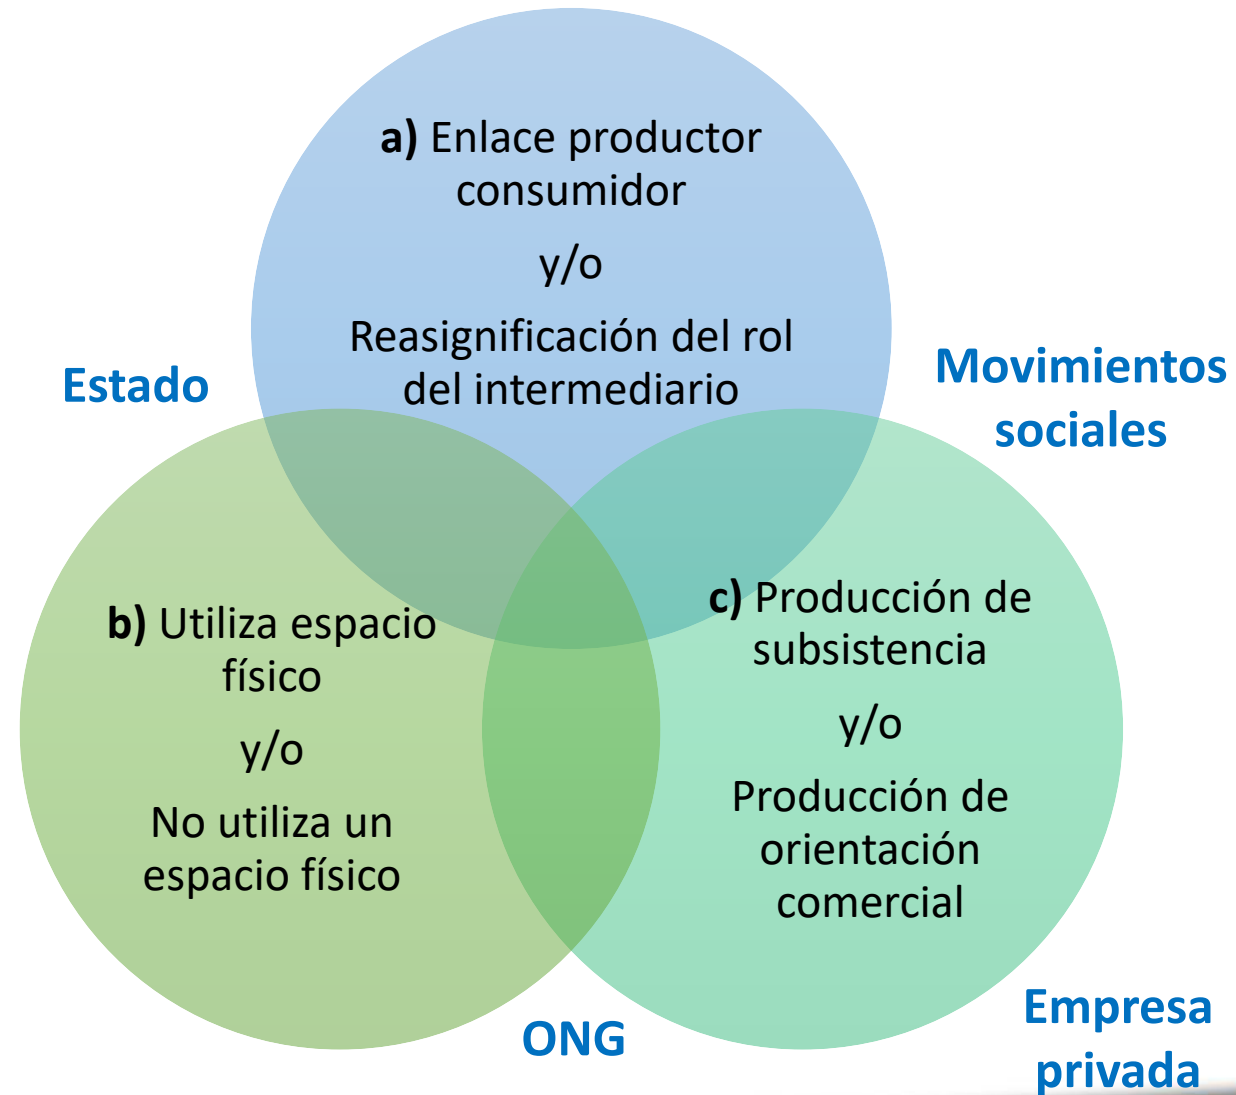 a) Enlace productor
consumidor
y/o
Reasignificación del rol
del intermediario
Estado
Movimientos
sociales
b) Utiliza espacio
físico
y/o
No utiliza un
espacio físico
c) Producción de
subsistencia
y/o
Producción de
orientación
comercial
ONG
Empresa
privada